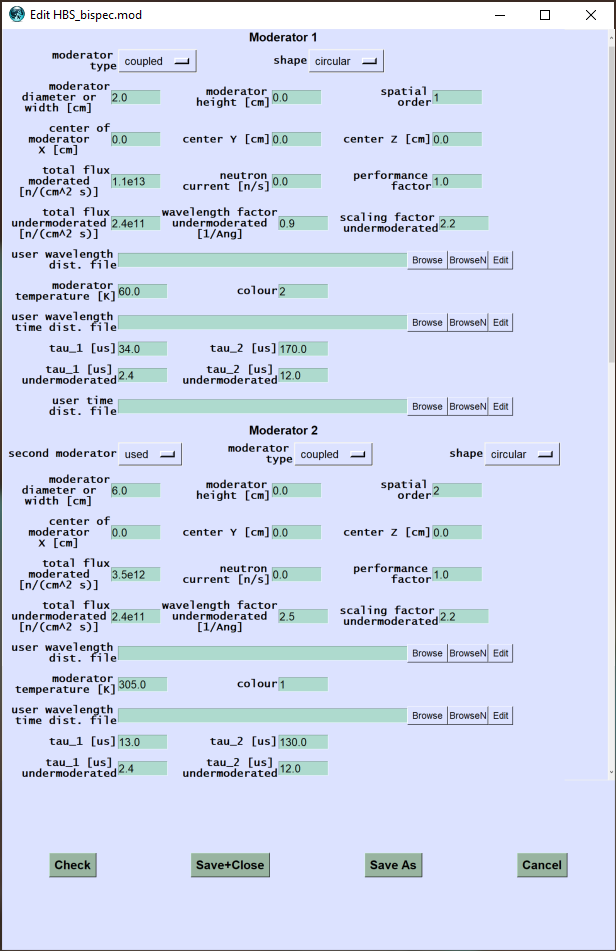 Edit HBS_bispec.mod
Moderator 1
moderator type coupled shape circular
moderator diameter or width [cm] 2.0 moderator height [cm] 0.0 spatial order 1
center of moderator X [cm] 0.0 center Y [cm] 0.0 center Z [cm] 0.0
total flux moderated [n/(cm^2 s)] 1.1e13 neutron current [n/s] 0.0 performance factor 1.0
total flux undermoderated [n/(cm^2 s)] 2.4e11 wavelength factor undermoderated [1/Ang] 0.9 scaling factor undermoderated 2.2
user wavelength dist. file Browse BrowseN Edit
moderator temperature [K] 60.0 colour 2
user wavelength time dist. file Browse BrowseN Edit
tau_1 [us] 34.0 tau_2 [us] 170.0
tau_1 [us] undermoderated 2.4 tau_2 [us] undermoderated 12.0
user time dist. file Browse BrowseN Edit
Moderator 2
second moderator used moderator type coupled shape circular
moderator diameter or width [cm] 6.0 moderator height [cm] 0.0 spatial order 2
center of moderator X [cm] 0.0 center Y [cm] 0.0 center Z [cm] 0.0
total flux moderated [n/(cm^2 s)] 3.5e12 neutron current [n/s] 0.0 performance factor 1.0
total flux undermoderated [n/(cm^2 s)] 2.4e11 wavelength factor undermoderated [1/Ang] 2.5 scaling factor undermoderated 2.2
user wavelength dist. file Browse BrowseN Edit
moderator temperature [K] 305.0 colour 1
user wavelength time dist. file Browse BrowseN Edit
tau_1 [us] 13.0 tau_2 [us] 130.0
tau_1 [us] undermoderated 2.4 tau_2 [us] undermoderated 12.0
Check Save+Close Save As Cancel